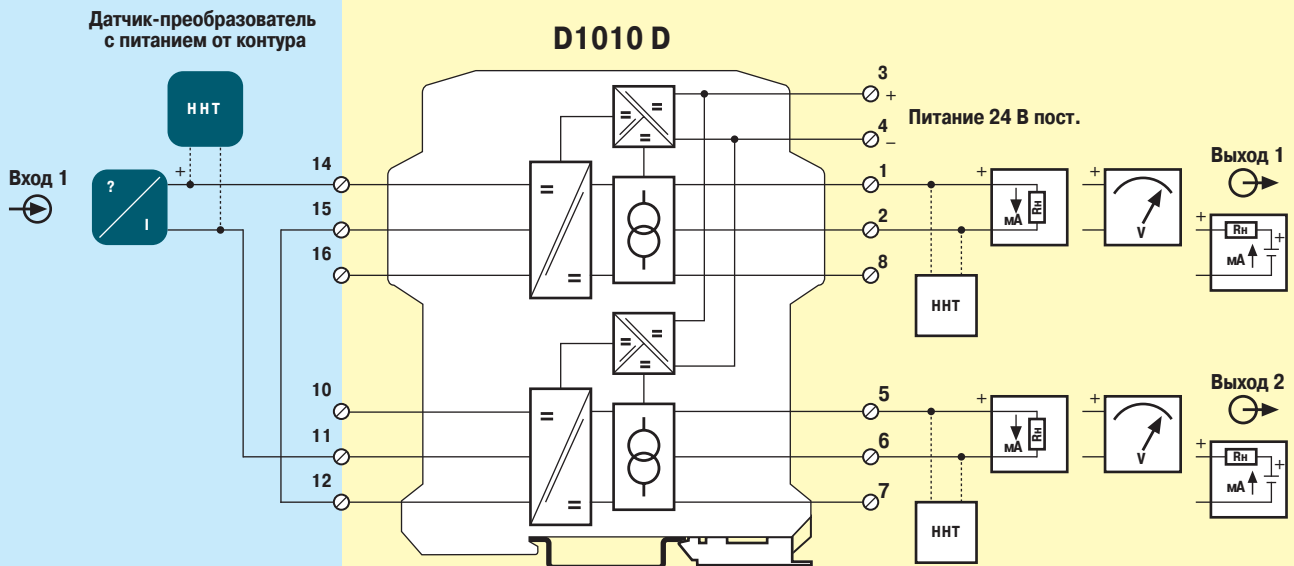 Датчик-преобразователь
с питанием от контура
D1010 D
ННТ
Вход 1
?
I
+
14
15
16
10
11
12
3
+
4
–
Питание 24 В пост.
1
2
8
+
мА
Rн
+
V
Выход 1
+
Rн
+
мА
ННТ
5
6
7
+
мА
Rн
+
V
Выход 2
+
Rн
+
мА
ННТ